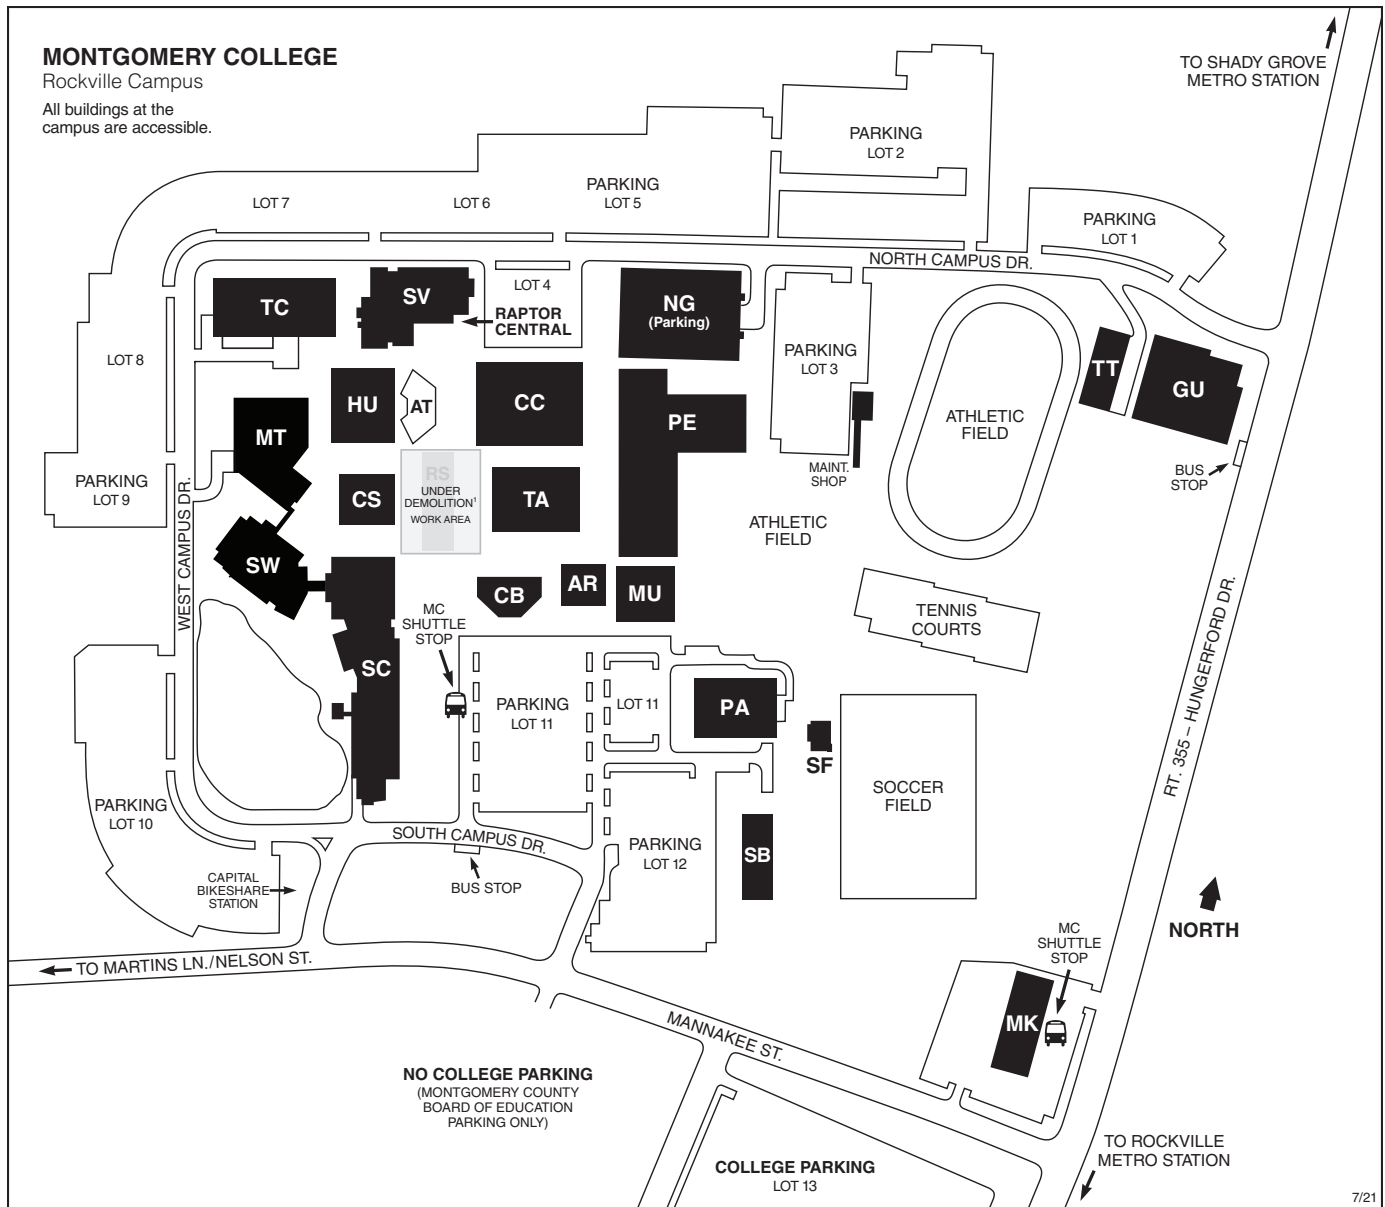 MONTGOMERY COLLEGE
Rockville Campus
All buildings at the
campus are accessible.
TO SHADY GROVE
METRO STATION
PARKING
LOT 2
PARKING
LOT 5
LOT 6
LOT 7
PARKING
LOT 1
NORTH CAMPUS DR.
TC
SV
LOT 4
RAPTOR
CENTRAL
NG
(Parking)
PARKING
LOT 3
LOT 8
TT
GU
HU
AT
CC
PE
ATHLETIC
FIELD
MT
MAINT.
SHOP
BUS
STOP
PARKING
LOT 9
CS
RS
UNDER
DEMOLITION¹
WORK AREA
TA
ATHLETIC
FIELD
WEST CAMPUS DR.
SW
CB
AR
MU
TENNIS
COURTS
MC
SHUTTLE
STOP
SC
PARKING
LOT 11
LOT 11
PA
SF
SOCCER
FIELD
RT. 355 – HUNGERFORD DR.
PARKING
LOT 10
SOUTH CAMPUS DR.
PARKING
LOT 12
SB
CAPITAL
BIKESHARE
STATION
BUS STOP
NORTH
MC
SHUTTLE
STOP
TO MARTINS LN./NELSON ST.
MK
MANNAKEE ST.
NO COLLEGE PARKING
(MONTGOMERY COUNTY
BOARD OF EDUCATION
PARKING ONLY)
COLLEGE PARKING
LOT 13
TO ROCKVILLE
METRO STATION
7/21